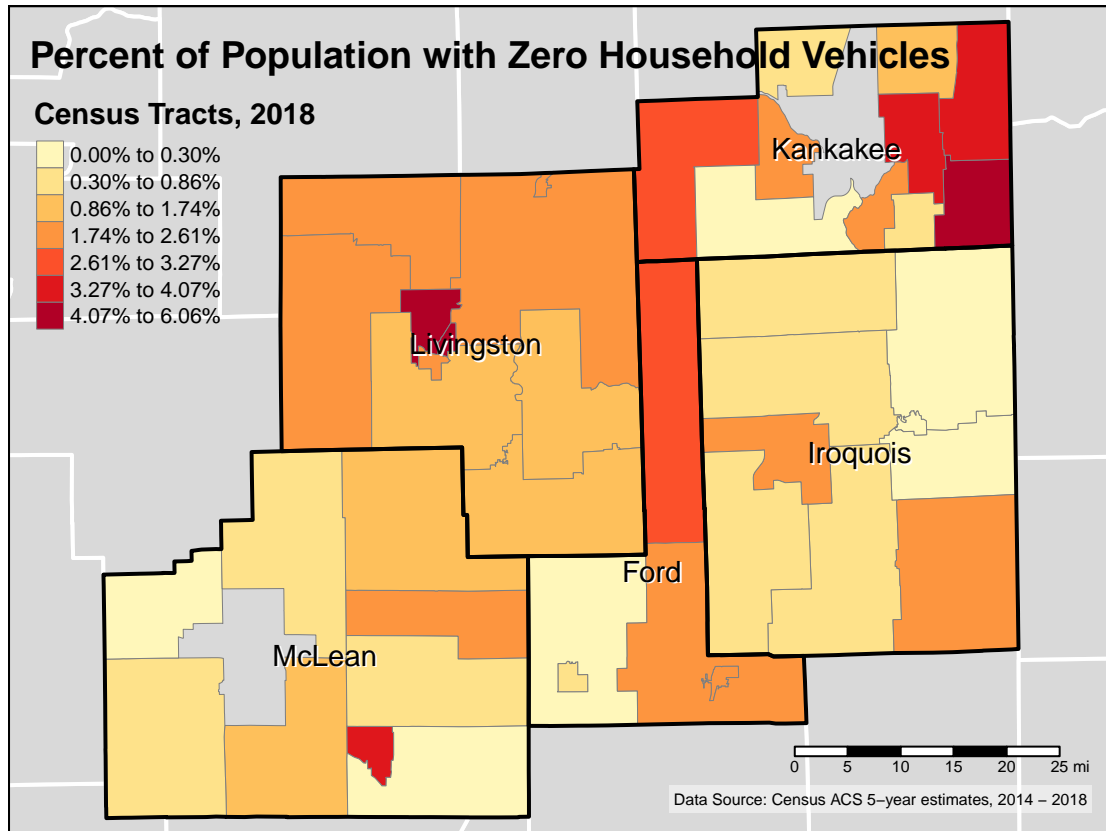 Percent of Population with Zero Household Vehicles
Census Tracts, 2018
0.00% to 0.30%
0.30% to 0.86%
0.86% to 1.74%
1.74% to 2.61%
2.61% to 3.27%
3.27% to 4.07%
4.07% to 6.06%
Kankakee
Livingston
Iroquois
Ford
McLean
0 5 10 15 20 25 mi
Data Source: Census ACS 5−year estimates, 2014 − 2018